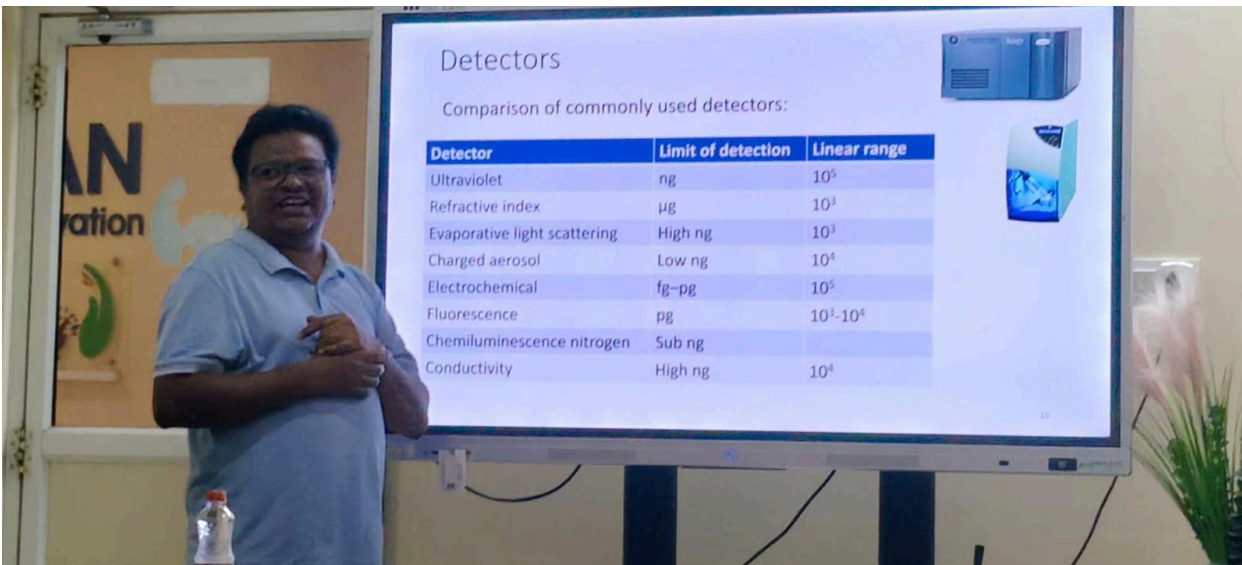 AN
vation
Detectors
Comparison of commonly used detectors:
Detector Limit of detection Linear range
Ultraviolet ng 10⁵
Refractive index µg 10³
Evaporative light scattering High ng 10³
Charged aerosol Low ng 10⁴
Electrochemical fg–pg 10⁵
Fluorescence pg 10³-10⁴
Chemiluminescence nitrogen Sub ng
Conductivity High ng 10⁴